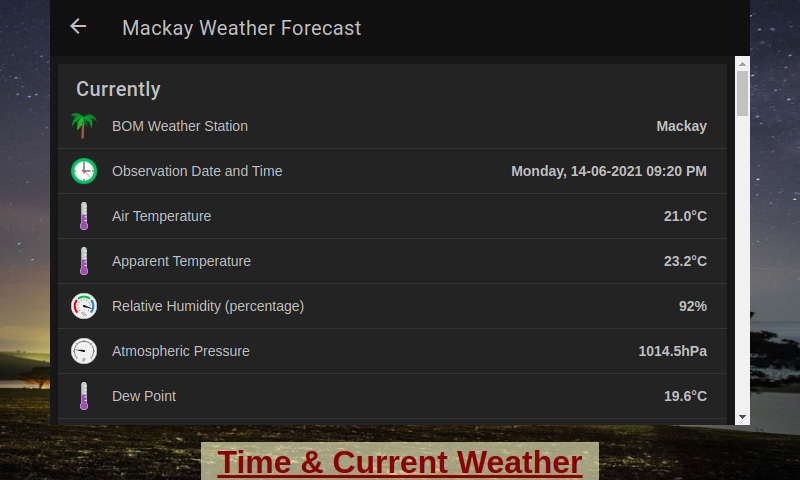 Mackay Weather Forecast
Currently
BOM Weather Station Mackay
Observation Date and Time Monday, 14-06-2021 09:20 PM
Air Temperature 21.0°C
Apparent Temperature 23.2°C
Relative Humidity (percentage) 92%
Atmospheric Pressure 1014.5hPa
Dew Point 19.6°C
Time & Current Weather